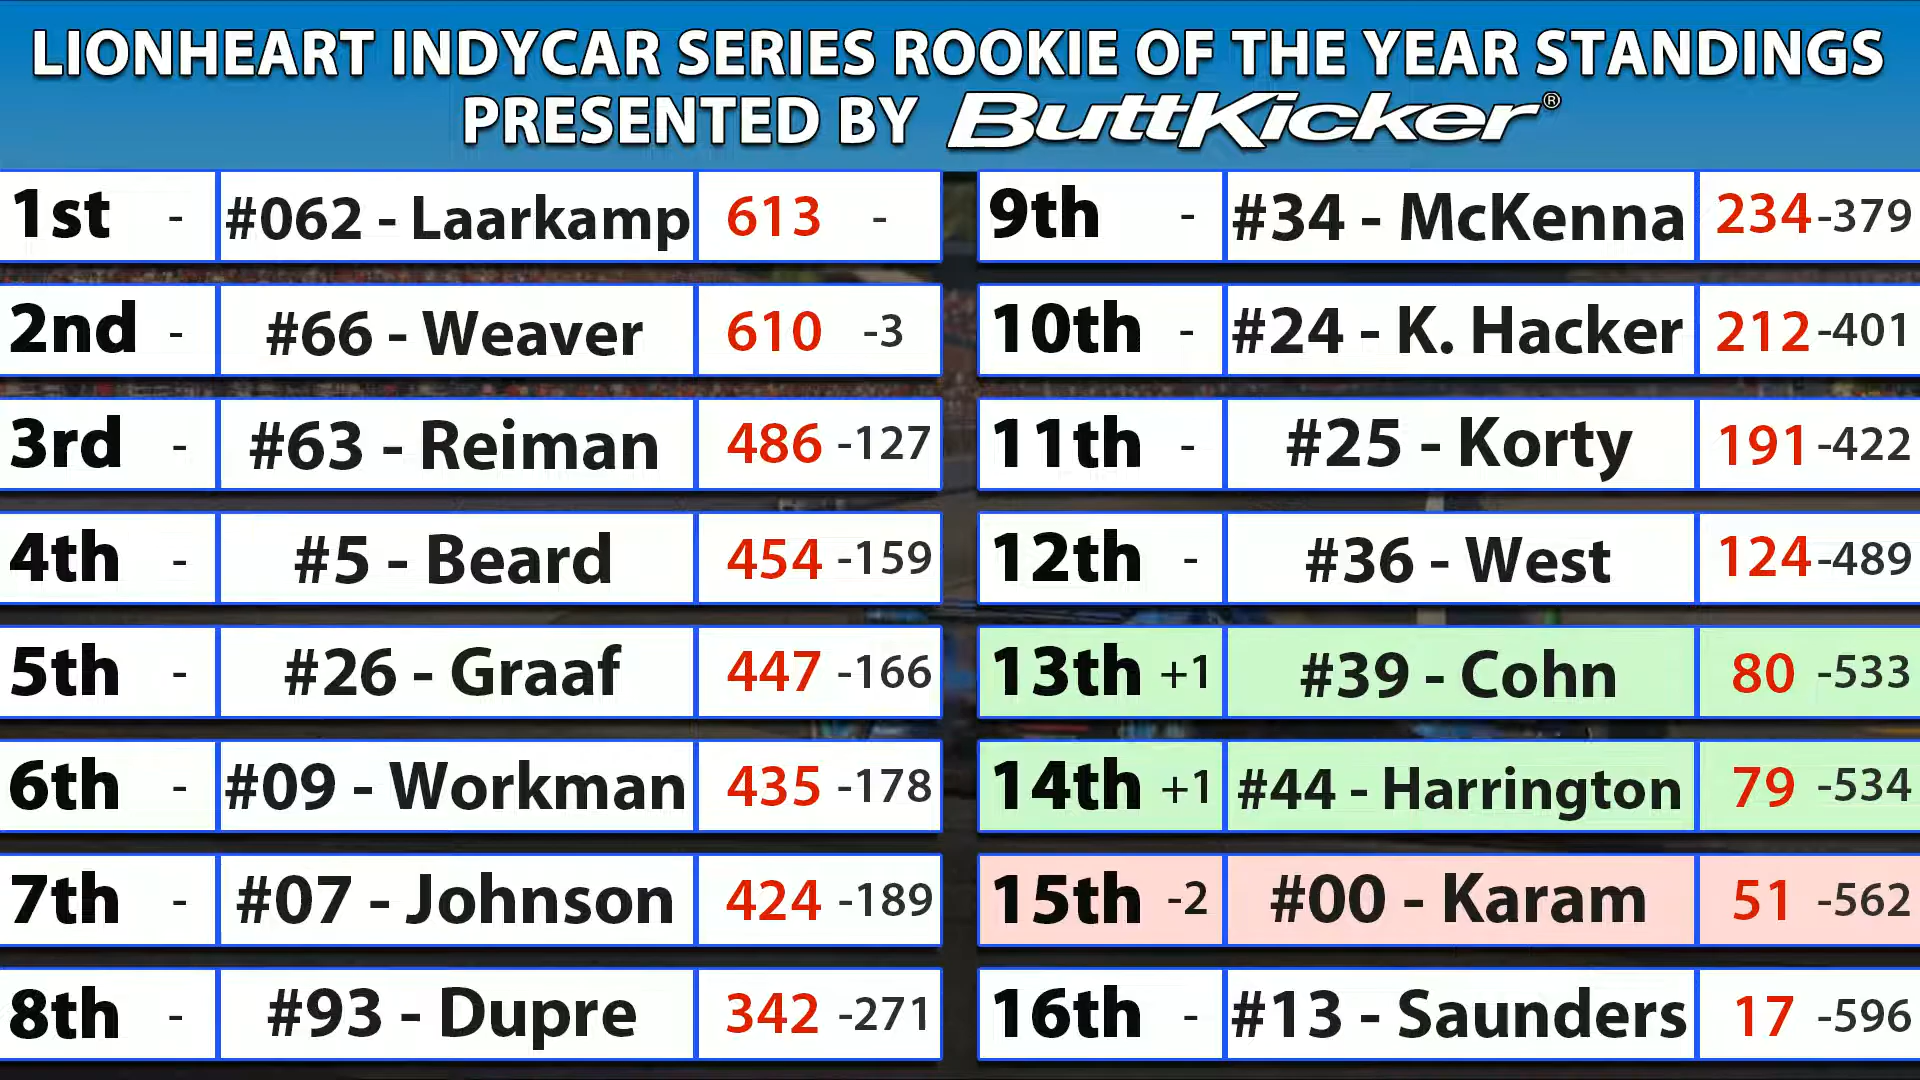 LIONHEART INDYCAR SERIES ROOKIE OF THE YEAR STANDINGS
PRESENTED BY ButtKicker®
1st - #062 - Laarkamp 613 -
2nd - #66 - Weaver 610 -3
3rd - #63 - Reiman 486 -127
4th - #5 - Beard 454 -159
5th - #26 - Graaf 447 -166
6th - #09 - Workman 435 -178
7th - #07 - Johnson 424 -189
8th - #93 - Dupre 342 -271
9th - #34 - McKenna 234 -379
10th - #24 - K. Hacker 212 -401
11th - #25 - Korty 191 -422
12th - #36 - West 124 -489
13th +1 #39 - Cohn 80 -533
14th +1 #44 - Harrington 79 -534
15th -2 #00 - Karam 51 -562
16th - #13 - Saunders 17 -596